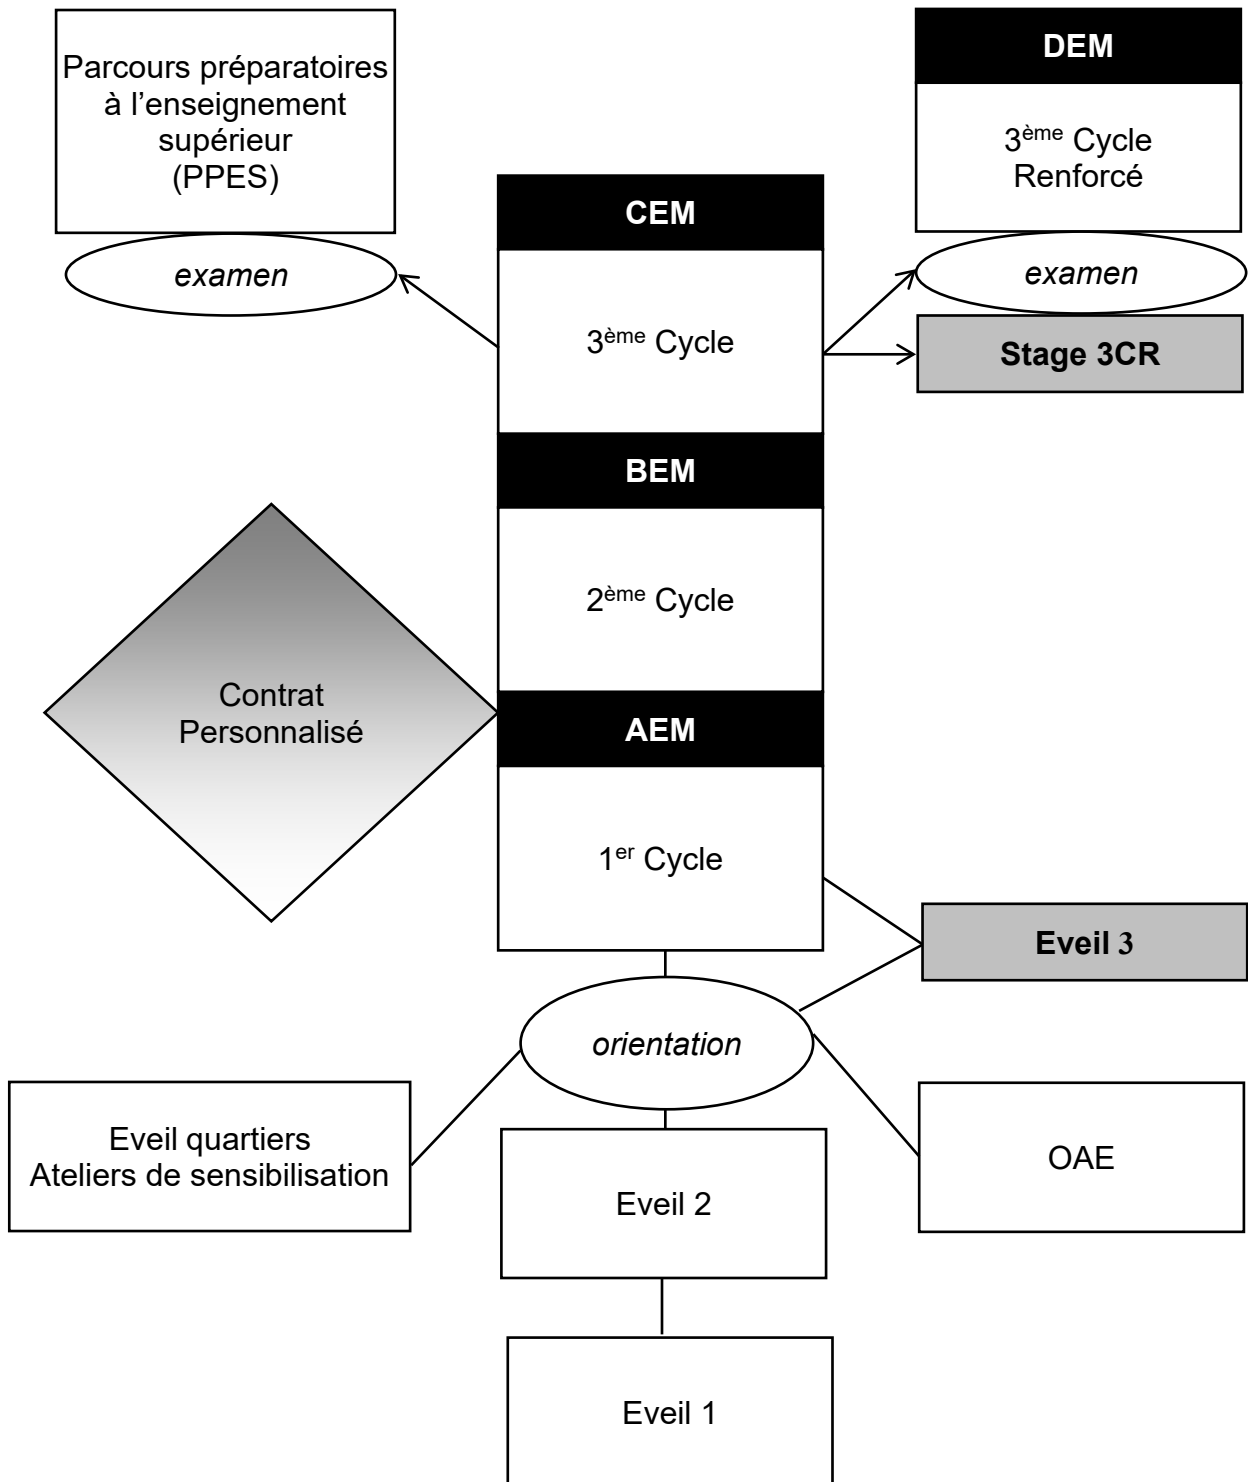 Parcours préparatoires
à l’enseignement
supérieur
(PPES)
examen
DEM
3ème Cycle
Renforcé
examen
Stage 3CR
CEM
3ème Cycle
BEM
2ème Cycle
Contrat
Personnalisé
AEM
1er Cycle
Eveil 3
orientation
Eveil quartiers
Ateliers de sensibilisation
OAE
Eveil 2
Eveil 1